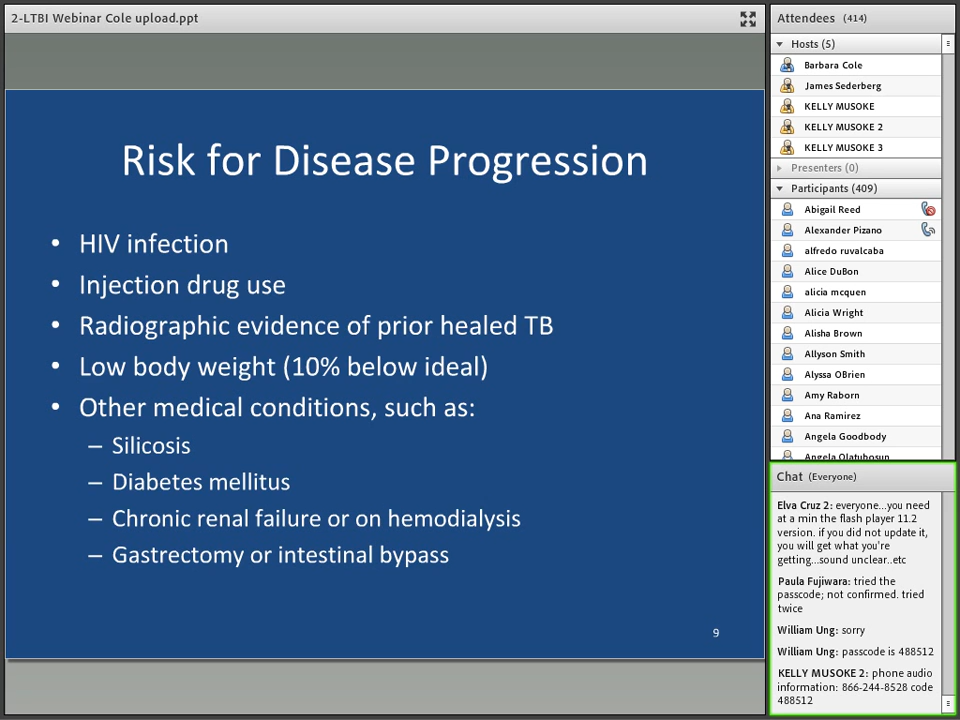 2-LTBI Webinar Cole upload.ppt
Risk for Disease Progression
• HIV infection
• Injection drug use
• Radiographic evidence of prior healed TB
• Low body weight (10% below ideal)
• Other medical conditions, such as:
– Silicosis
– Diabetes mellitus
– Chronic renal failure or on hemodialysis
– Gastrectomy or intestinal bypass
9
Attendees (414)
Hosts (5)
Barbara Cole
James Sederberg
KELLY MUSOKE
KELLY MUSOKE 2
KELLY MUSOKE 3
Presenters (0)
Participants (409)
Abigail Reed
Alexander Pizano
alfredo ruvalcaba
Alice DuBon
alicia mcquen
Alicia Wright
Alisha Brown
Allyson Smith
Alyssa OBrien
Amy Raborn
Ana Ramirez
Angela Goodbody
Angela Olatubosun
Chat (Everyone)
Elva Cruz 2: everyone...you need
at a min the flash player 11.2
version. if you did not update it,
you will get what you're
getting...sound unclear..etc
Paula Fujiwara: tried the
passcode; not confirmed. tried
twice
William Ung: sorry
William Ung: passcode is 488512
KELLY MUSOKE 2: phone audio
information: 866-244-8528 code
488512